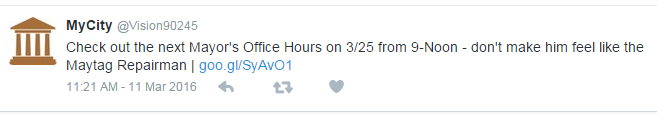 MyCity @Vision90245
Check out the next Mayor's Office Hours on 3/25 from 9-Noon - don't make him feel like the
Maytag Repairman | goo.gl/SyAvO1
11:21 AM - 11 Mar 2016